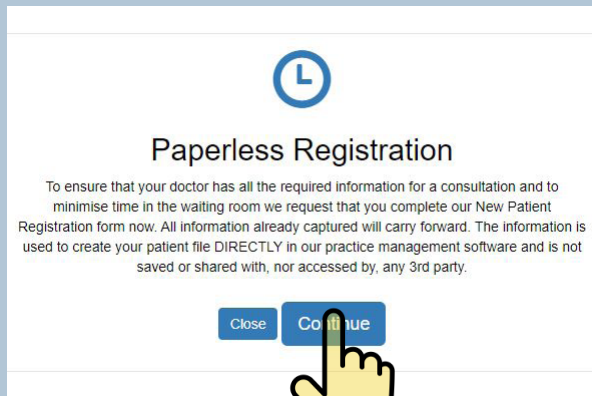 Paperless Registration
To ensure that your doctor has all the required information for a consultation and to
minimise time in the waiting room we request that you complete our New Patient
Registration form now. All information already captured will carry forward. The information is
used to create your patient file DIRECTLY in our practice management software and is not
saved or shared with, nor accessed by, any 3rd party.
Close Continue